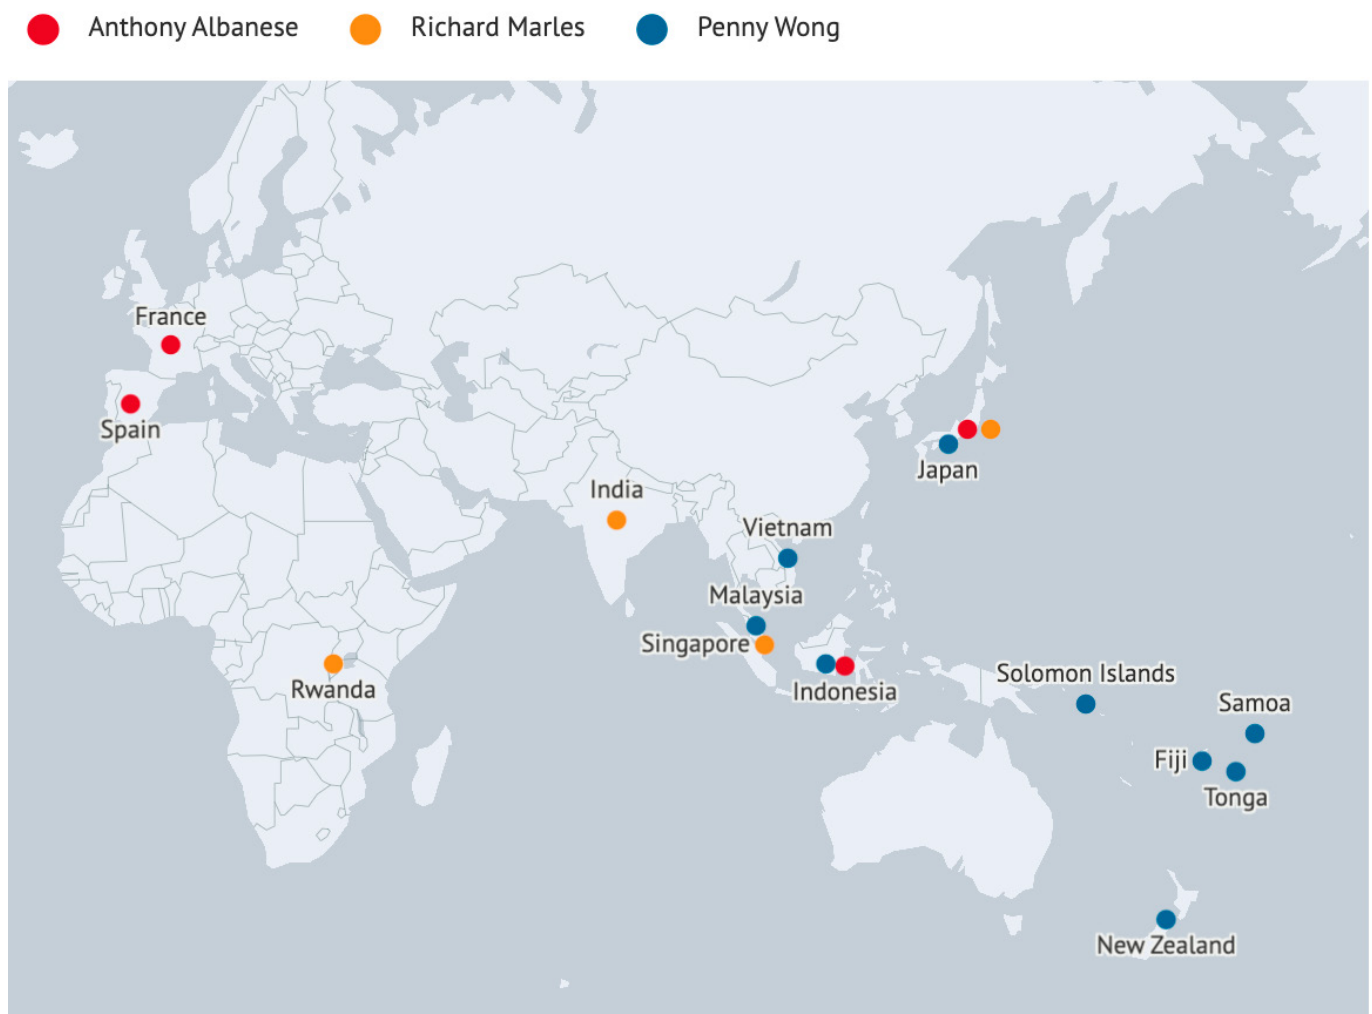 Anthony Albanese
Richard Marles
Penny Wong
France
Spain
Japan
India
Vietnam
Malaysia
Singapore
Rwanda
Indonesia
Solomon Islands
Samoa
Fiji
Tonga
New Zealand